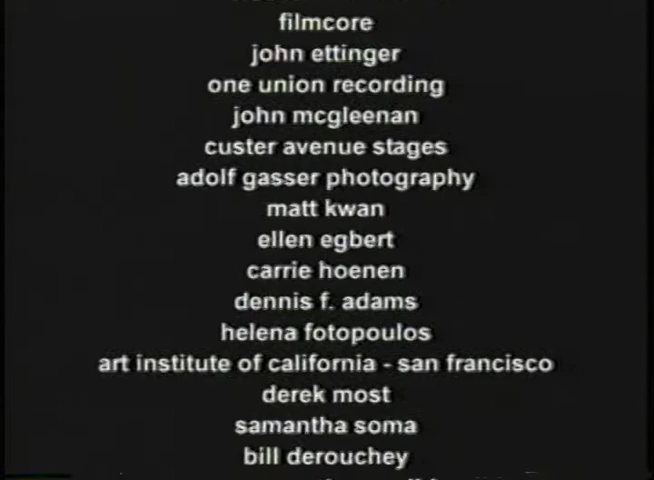 filmcore
john ettinger
one union recording
john mcgleenan
custer avenue stages
adolf gasser photography
matt kwan
ellen egbert
carrie hoenen
dennis f. adams
helena fotopoulos
art institute of california - san francisco
derek most
samantha soma
bill derouchey